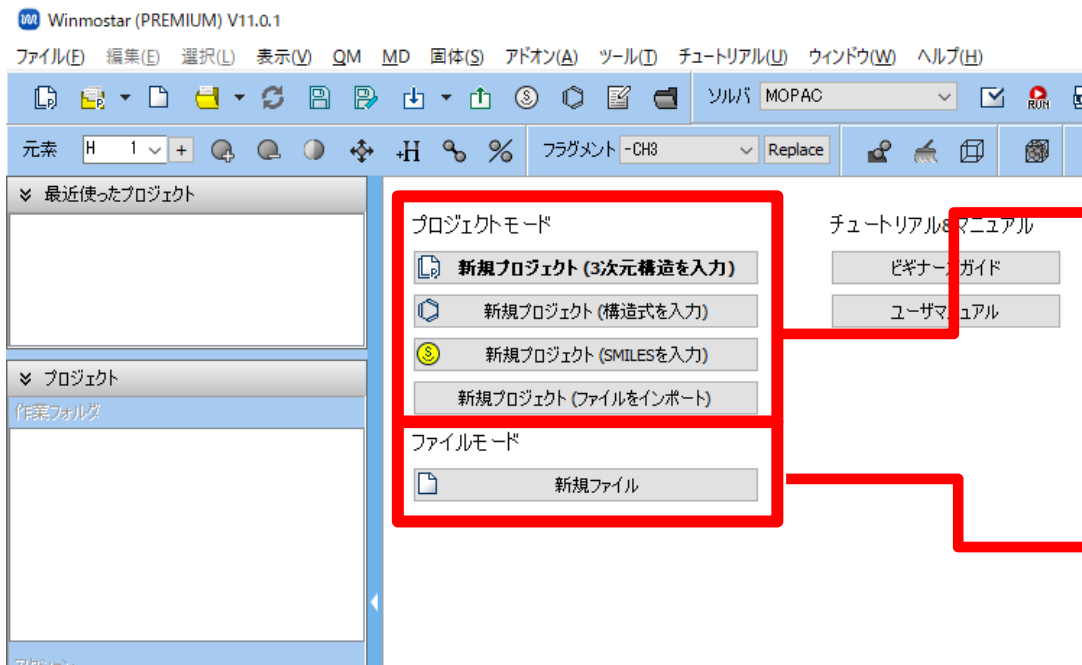 Winmostar (PREMIUM) V11.0.1
ファイル(F) 編集(E) 選択(L) 表示(V) QM MD 固体(S) アドオン(A) ツール(T) チュートリアル(U) ウィンドウ(W) ヘルプ(H)
ソルバ MOPAC RUN
元素 H 1 + +H % フラグメント -CH3 Replace
最近使ったプロジェクト
プロジェクトモード
チュートリアル&マニュアル
新規プロジェクト (3次元構造を入力)
ビギナーズガイド
新規プロジェクト (構造式を入力)
ユーザマニュアル
新規プロジェクト (SMILESを入力)
プロジェクト
新規プロジェクト (ファイルをインポート)
作業フォルダ
ファイルモード
新規ファイル